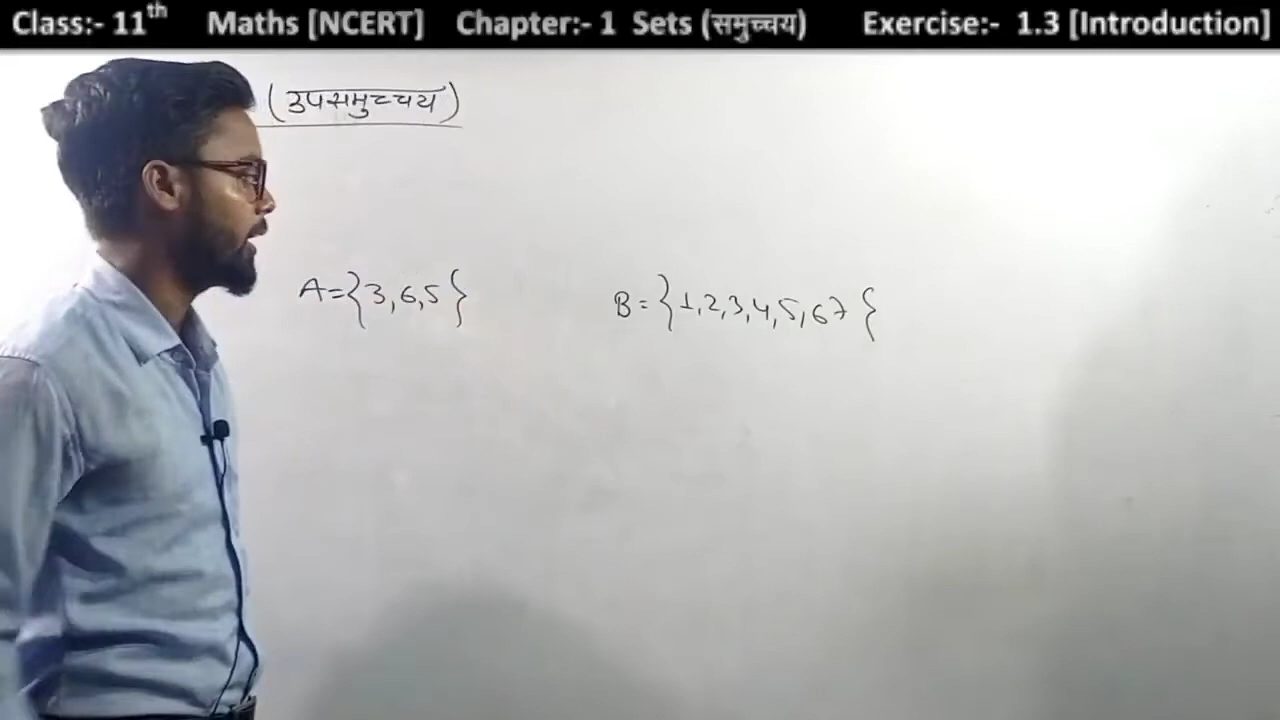 Class:- 11th Maths [NCERT] Chapter:- 1 Sets (समुच्चय) Exercise:- 1.3 [Introduction]
(उपसमुच्चय)
A={3,6,5} B=}1,2,3,4,5,67{